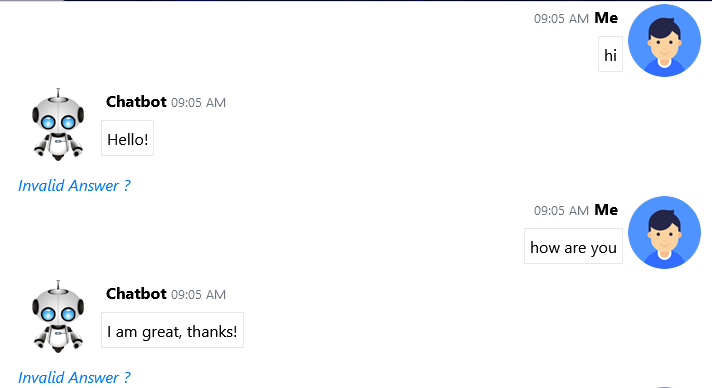 09:05 AM Me
hi
Chatbot 09:05 AM
Hello!
Invalid Answer ?
09:05 AM Me
how are you
Chatbot 09:05 AM
I am great, thanks!
Invalid Answer ?